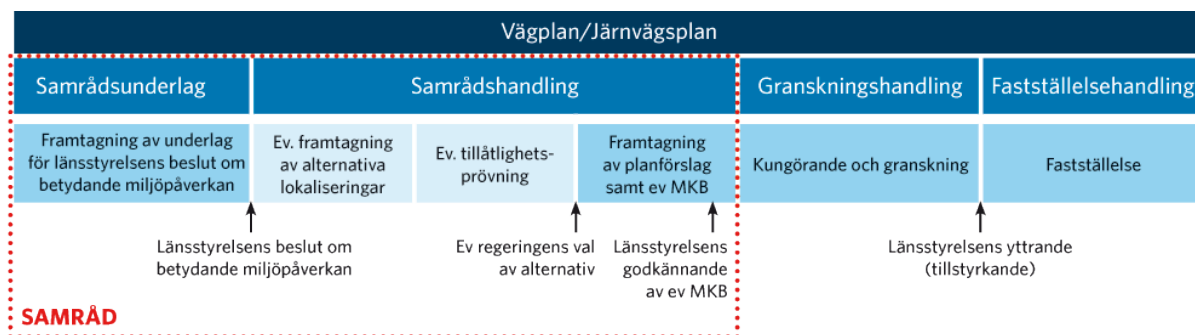 Vägplan/Järnvägsplan
Samrådsunderlag
Samrådshandling
Granskningshandling
Fastställelsehandling
Framtagning av underlag
för länsstyrelsens beslut om
betydande miljöpåverkan
Ev. framtagning
av alternativa
lokaliseringar
Ev. tillåtlighets-
prövning
Framtagning
av planförslag
samt ev MKB
Kungörande och granskning
Fastställelse
Länsstyrelsens beslut om
betydande miljöpåverkan
Ev regeringens val
av alternativ
Länsstyrelsens
godkännande
av ev MKB
Länsstyrelsens yttrande
(tillstyrkande)
SAMRÅD